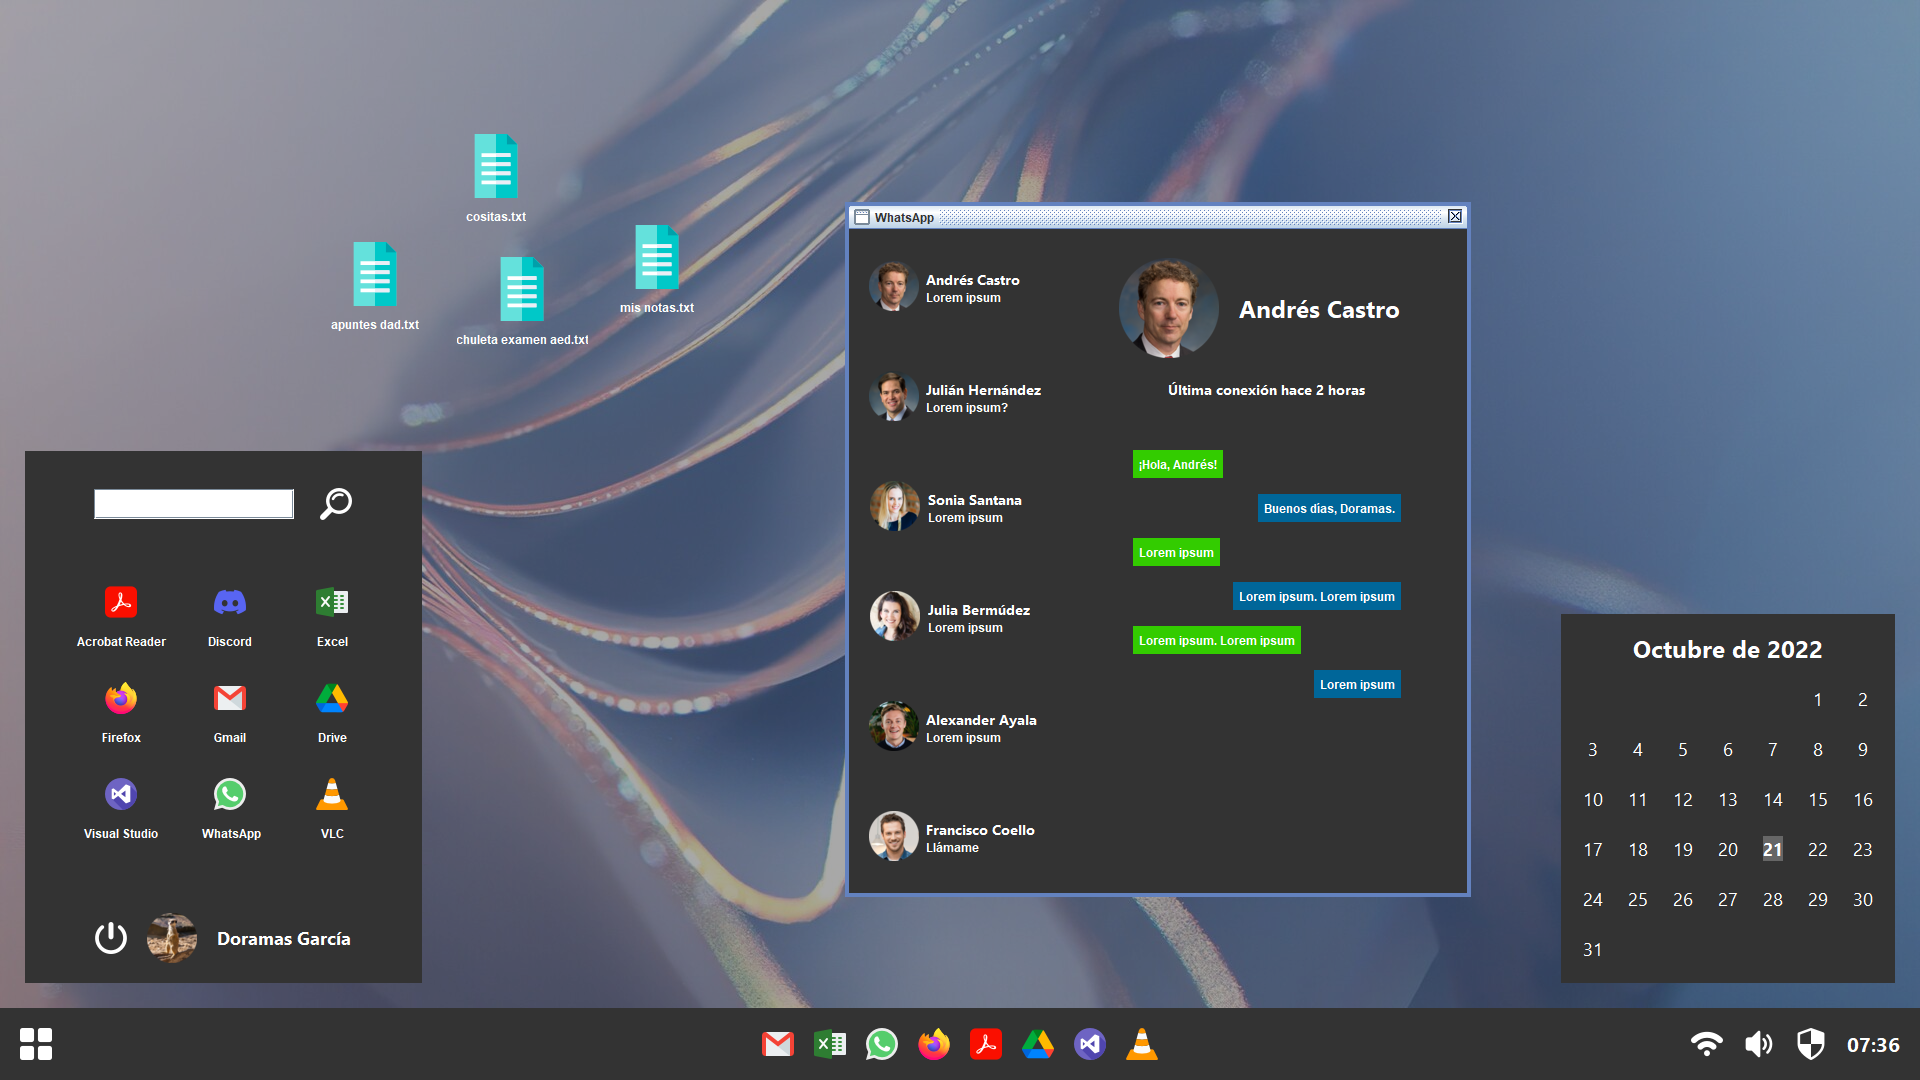 cositas.txt
mis notas.txt
apuntes dad.txt
chuleta examen aed.txt
Acrobat Reader
Discord
Excel
Firefox
Gmail
Drive
Visual Studio
WhatsApp
VLC
Doramas García
WhatsApp
Andrés Castro
Lorem ipsum
Julián Hernández
Lorem ipsum?
Sonia Santana
Lorem ipsum
Julia Bermúdez
Lorem ipsum
Alexander Ayala
Lorem ipsum
Francisco Coello
Llámame
Andrés Castro
Última conexión hace 2 horas
¡Hola, Andrés!
Buenos días, Doramas.
Lorem ipsum
Lorem ipsum. Lorem ipsum
Lorem ipsum. Lorem ipsum
Lorem ipsum
Octubre de 2022
1 2
3 4 5 6 7 8 9
10 11 12 13 14 15 16
17 18 19 20 21 22 23
24 25 26 27 28 29 30
31
07:36